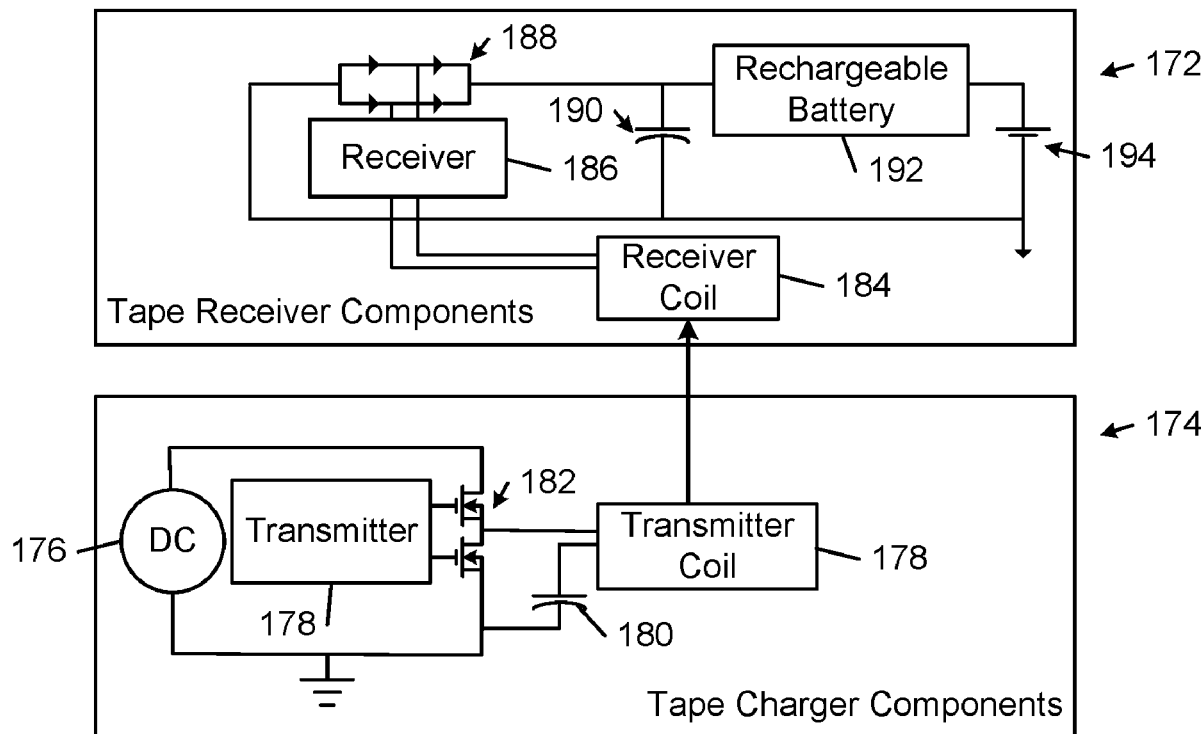 188
172
Rechargeable
Battery
190
Receiver
186
192
194
Receiver
Coil
184
Tape Receiver Components
174
182
Transmitter
Transmitter
Coil
176
DC
178
178
180
Tape Charger Components